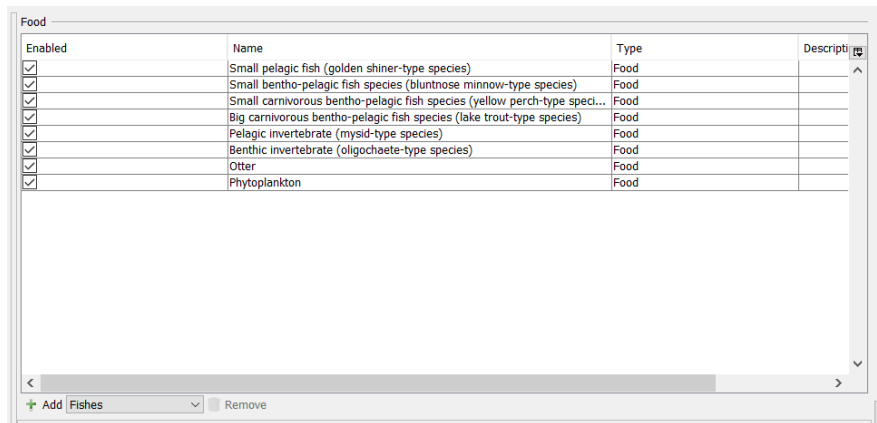 Food
Enabled Name Type Descripti
Small pelagic fish (golden shiner-type species) Food
Small bentho-pelagic fish species (bluntnose minnow-type species) Food
Small carnivorous bentho-pelagic fish species (yellow perch-type speci... Food
Big carnivorous bentho-pelagic fish species (lake trout-type species) Food
Pelagic invertebrate (mysid-type species) Food
Benthic invertebrate (oligochaete-type species) Food
Otter Food
Phytoplankton Food
Add Fishes Remove